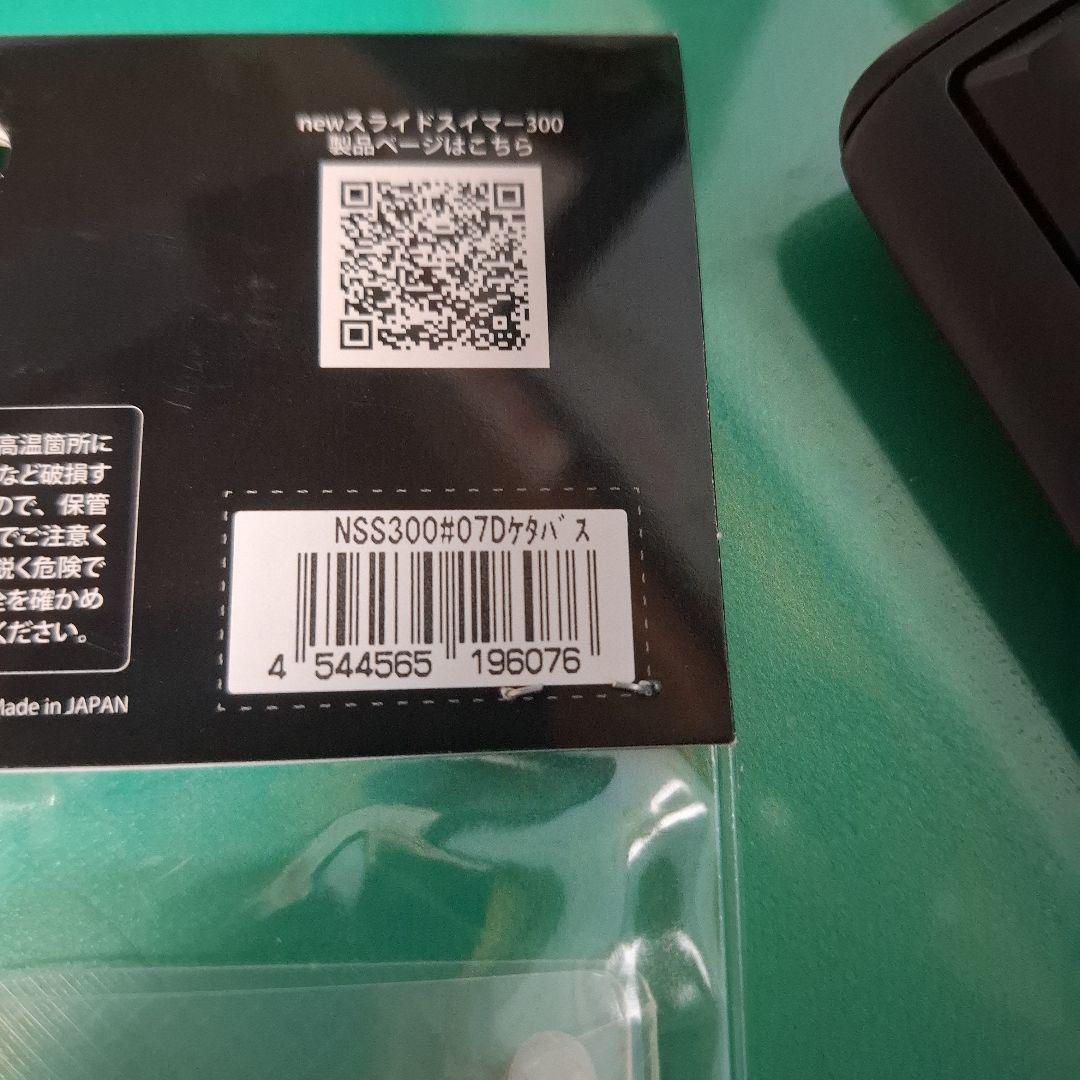 newスライドスイマー300
製品ページはこちら
高温箇所に
など破損す
ので、保管
でご注意く
鋭く危険で
全を確かめ
ください。
Made in JAPAN
NSS300#07Dケタバス
4 544565 196076